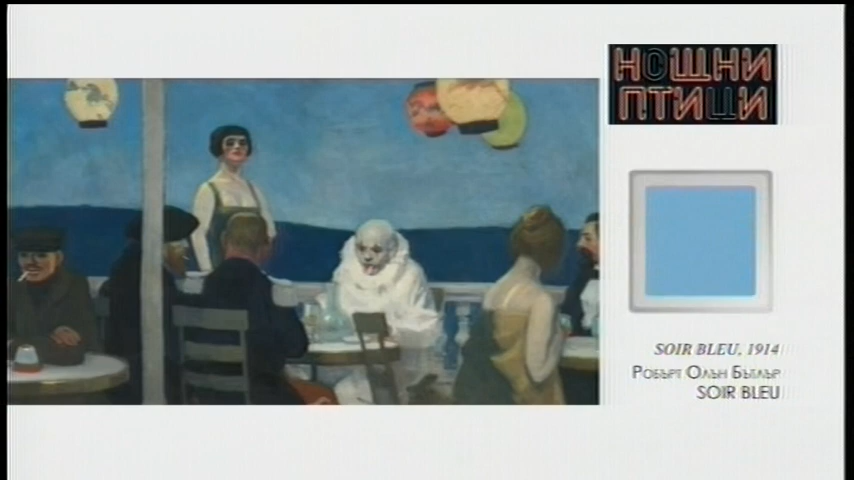 НОЩНИ
ПТИЦИ
SOIR BLEU, 1914
Робърт Олън Бътлър
SOIR BLEU